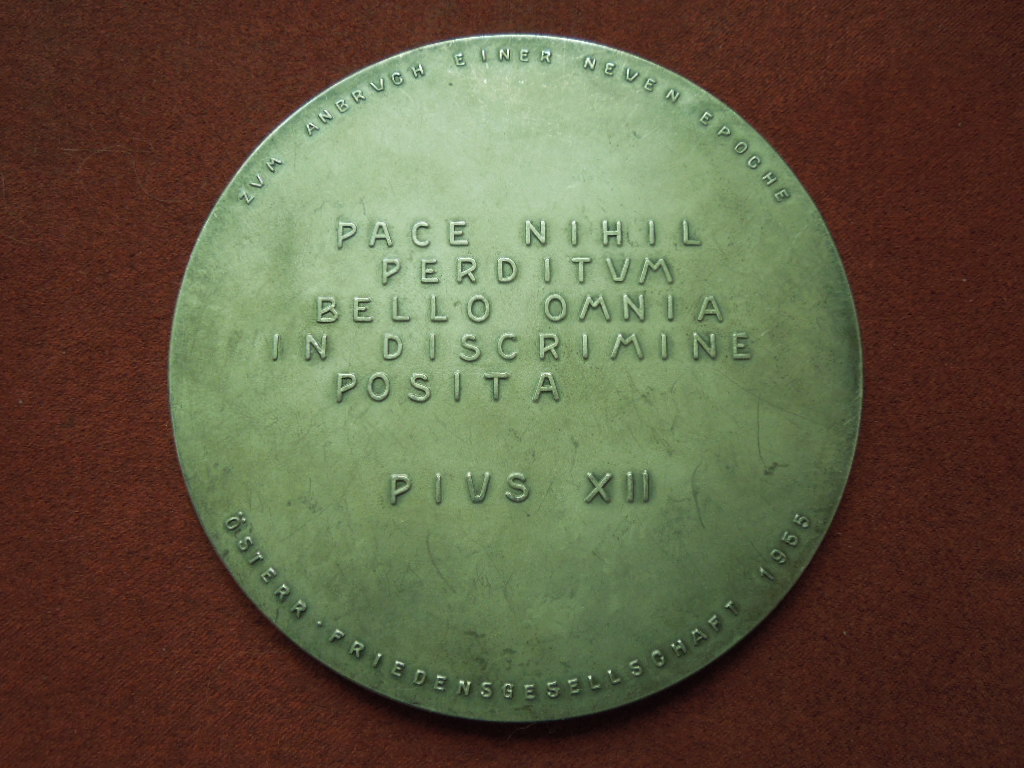 ZVM ANBRVCH EINER NEVEN EPOCHE
PACE NIHIL
PERDITVM
BELLO OMNIA
IN DISCRIMINE
POSITA
PIVS XII
ÖSTERR. FRIEDENSGESELLSCHAFT 1955